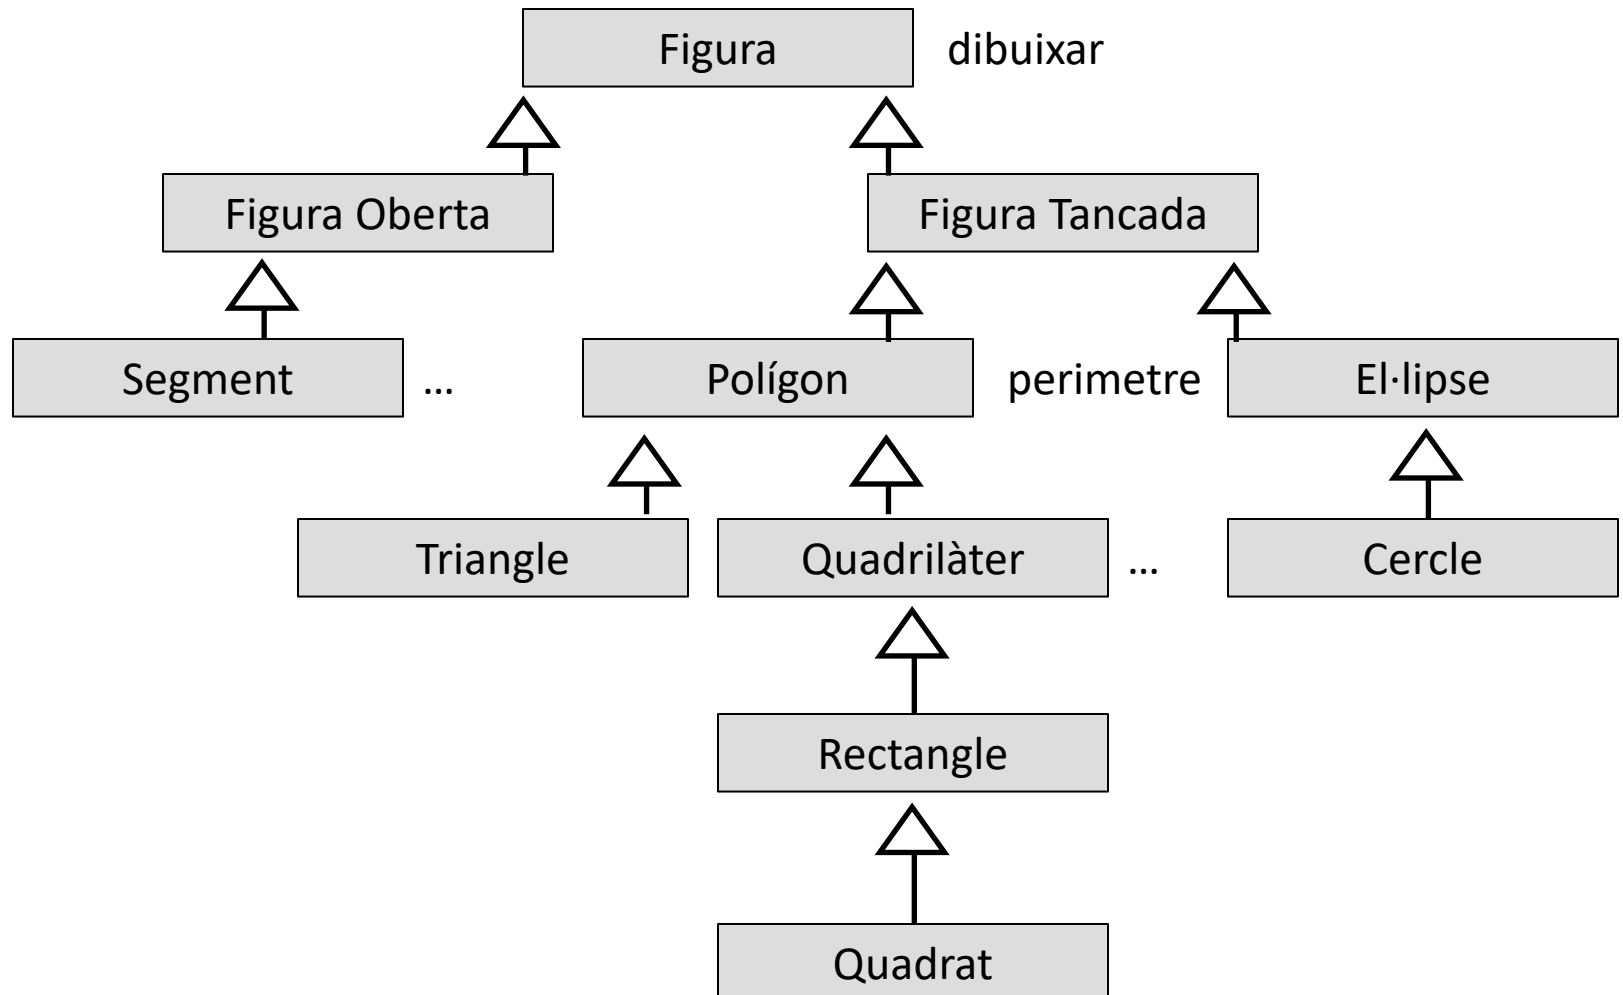 Figura dibuixar
Figura Oberta Figura Tancada
Segment ... Polígon perimetre El·lipse
Triangle Quadrilàter ... Cercle
Rectangle
Quadrat